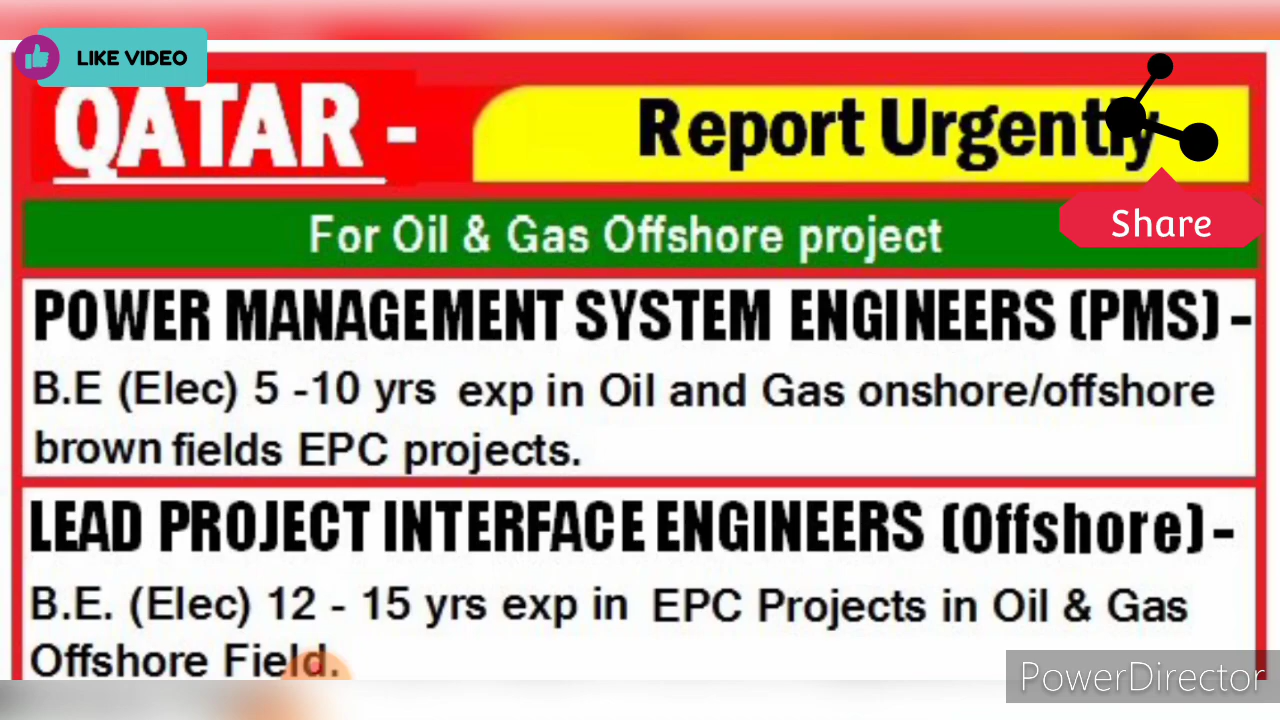 LIKE VIDEO
QATAR - Report Urgently
Share
For Oil & Gas Offshore project
POWER MANAGEMENT SYSTEM ENGINEERS (PMS) -
B.E (Elec) 5 -10 yrs exp in Oil and Gas onshore/offshore
brown fields EPC projects.
LEAD PROJECT INTERFACE ENGINEERS (Offshore) -
B.E. (Elec) 12 - 15 yrs exp in EPC Projects in Oil & Gas
Offshore Field.
PowerDirector